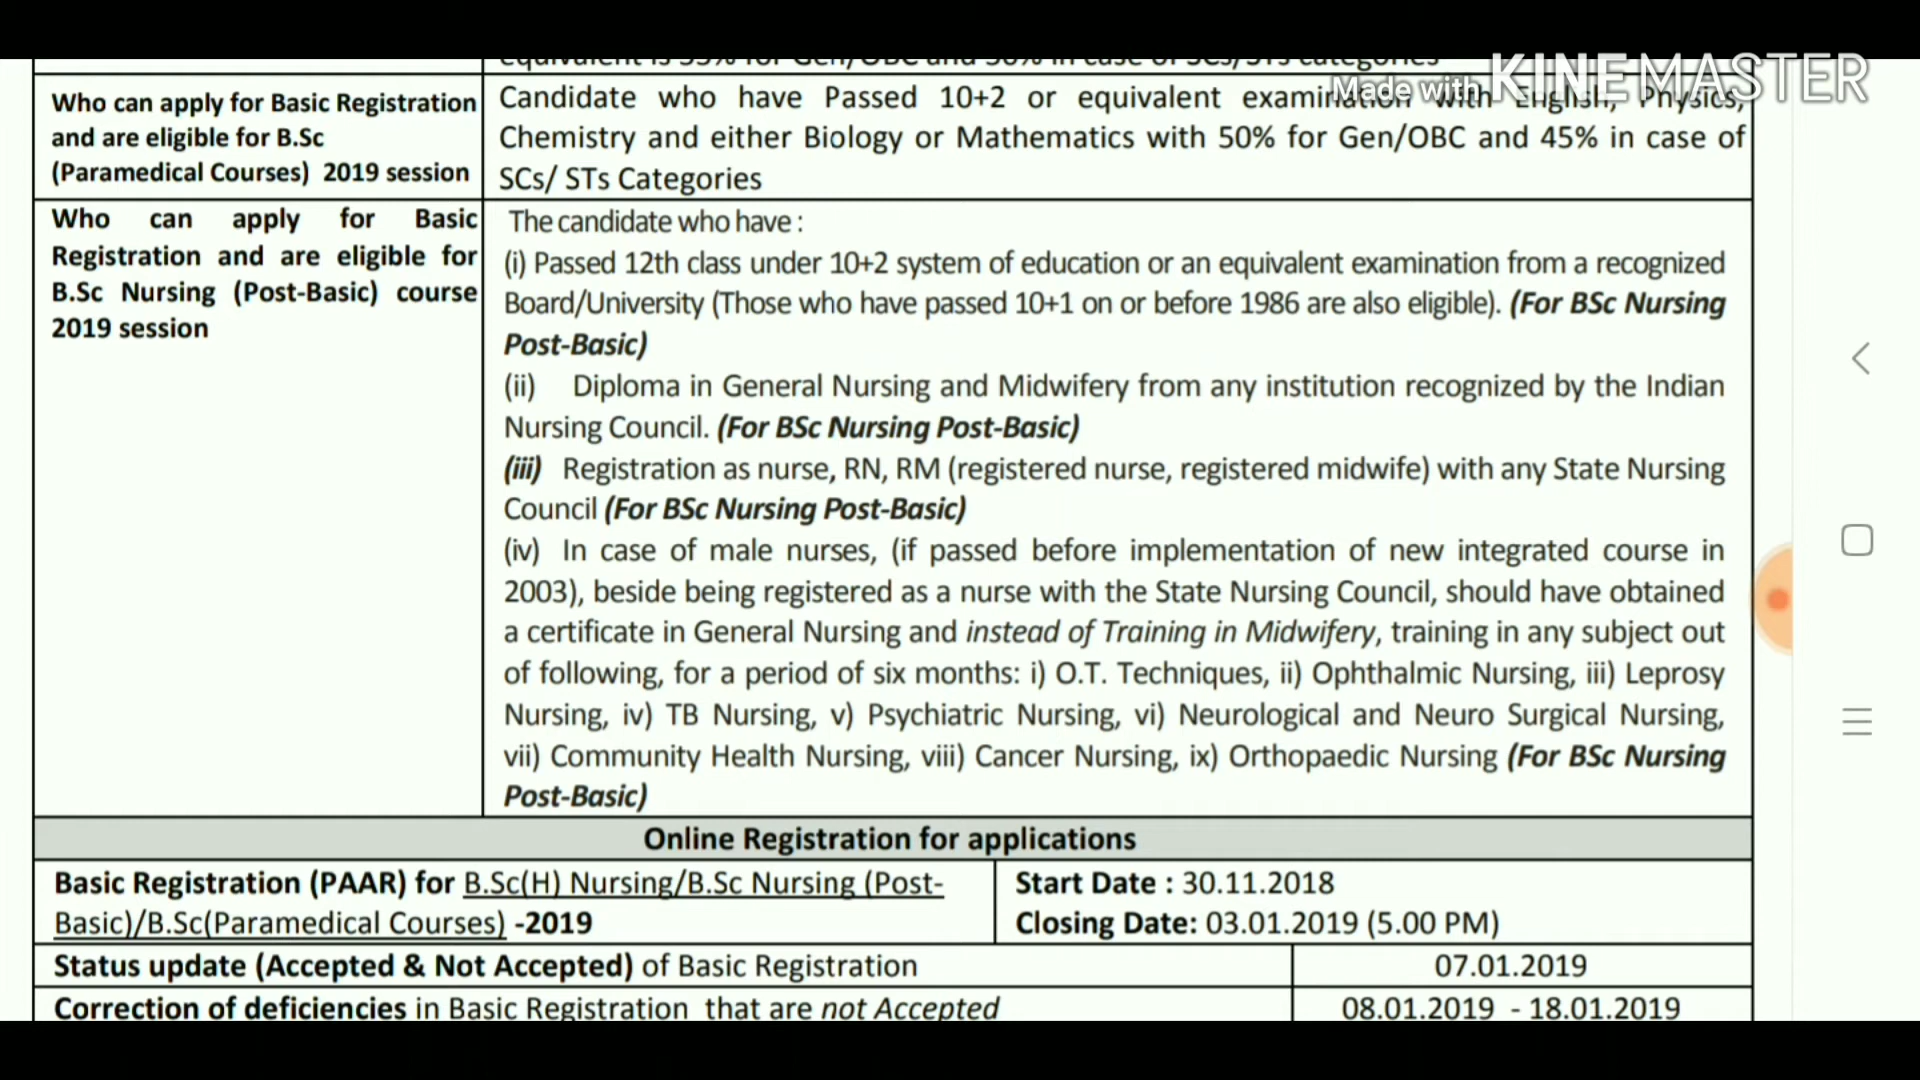 equivalent is 55% for Gen/OBC and 50% in case of SCs/STs categories
Made with KINEMASTER
Who can apply for Basic Registration
and are eligible for B.Sc
(Paramedical Courses) 2019 session
Candidate who have Passed 10+2 or equivalent examination with English, Physics,
Chemistry and either Biology or Mathematics with 50% for Gen/OBC and 45% in case of
SCs/ STs Categories
Who can apply for Basic
Registration and are eligible for
B.Sc Nursing (Post-Basic) course
2019 session
The candidate who have :
(i) Passed 12th class under 10+2 system of education or an equivalent examination from a recognized
Board/University (Those who have passed 10+1 on or before 1986 are also eligible). (For BSc Nursing
Post-Basic)
(ii) Diploma in General Nursing and Midwifery from any institution recognized by the Indian
Nursing Council. (For BSc Nursing Post-Basic)
(iii) Registration as nurse, RN, RM (registered nurse, registered midwife) with any State Nursing
Council (For BSc Nursing Post-Basic)
(iv) In case of male nurses, (if passed before implementation of new integrated course in
2003), beside being registered as a nurse with the State Nursing Council, should have obtained
a certificate in General Nursing and instead of Training in Midwifery, training in any subject out
of following, for a period of six months: i) O.T. Techniques, ii) Ophthalmic Nursing, iii) Leprosy
Nursing, iv) TB Nursing, v) Psychiatric Nursing, vi) Neurological and Neuro Surgical Nursing,
vii) Community Health Nursing, viii) Cancer Nursing, ix) Orthopaedic Nursing (For BSc Nursing
Post-Basic)
Online Registration for applications
Basic Registration (PAAR) for B.Sc(H) Nursing/B.Sc Nursing (Post-
Basic)/B.Sc(Paramedical Courses) -2019
Start Date : 30.11.2018
Closing Date: 03.01.2019 (5.00 PM)
Status update (Accepted & Not Accepted) of Basic Registration
07.01.2019
Correction of deficiencies in Basic Registration that are not Accepted
08.01.2019 - 18.01.2019